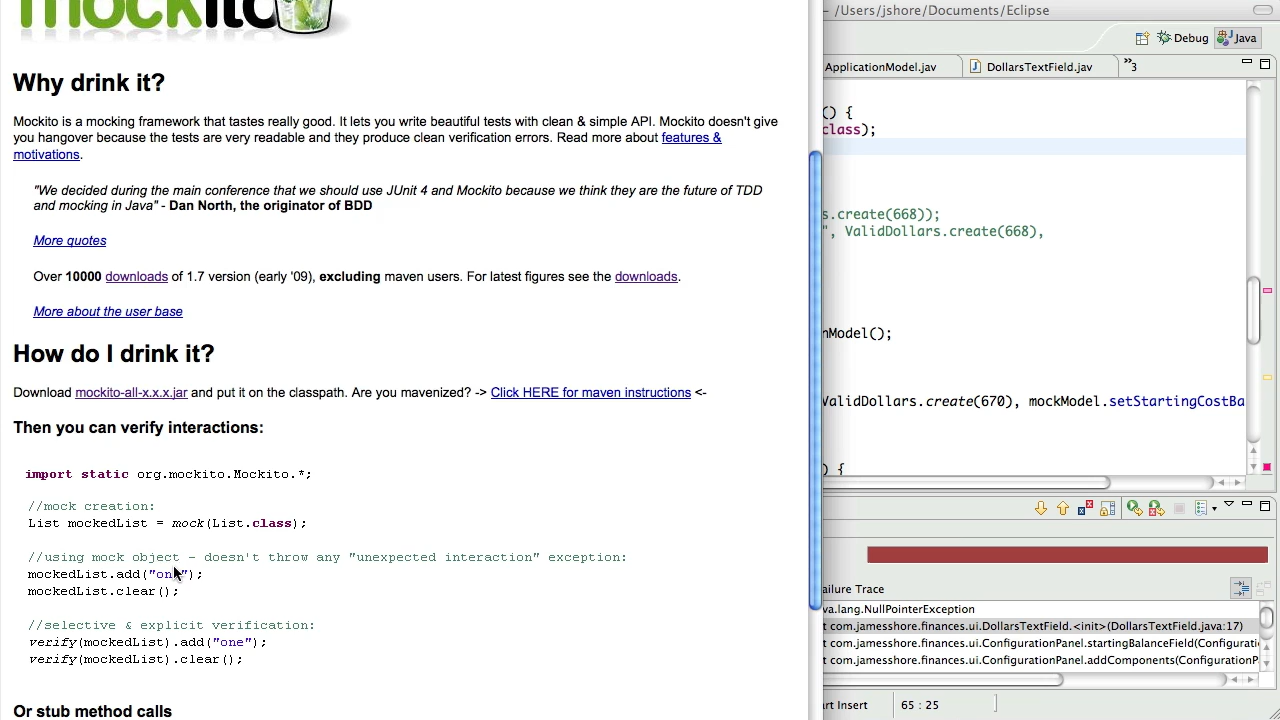 mockito
Why drink it?
Mockito is a mocking framework that tastes really good. It lets you write beautiful tests with clean & simple API. Mockito doesn't give
you hangover because the tests are very readable and they produce clean verification errors. Read more about features &
motivations.
"We decided during the main conference that we should use JUnit 4 and Mockito because we think they are the future of TDD
and mocking in Java" - Dan North, the originator of BDD
More quotes
Over 10000 downloads of 1.7 version (early '09), excluding maven users. For latest figures see the downloads.
More about the user base
How do I drink it?
Download mockito-all-x.x.x.jar and put it on the classpath. Are you mavenized? -> Click HERE for maven instructions <-
Then you can verify interactions:
import static org.mockito.Mockito.*;
//mock creation:
List mockedList = mock(List.class);
//using mock object - doesn't throw any "unexpected interaction" exception:
mockedList.add("one");
mockedList.clear();
//selective & explicit verification:
verify(mockedList).add("one");
verify(mockedList).clear();
Or stub method calls
- /Users/jshore/Documents/Eclipse
Debug Java
ApplicationModel.jav DollarsTextField.jav »3
() {
class);
s.create(668));
", ValidDollars.create(668),
nModel();
ValidDollars.create(670), mockModel.setStartingCostBa
) {
ailure Trace
va.lang.NullPointerException
t com.jamesshore.finances.ui.DollarsTextField.<init>(DollarsTextField.java:17)
t com.jamesshore.finances.ui.ConfigurationPanel.startingBalanceField(Configurati
t com.jamesshore.finances.ui.ConfigurationPanel.addComponents(ConfigurationP
rt Insert 65 : 25